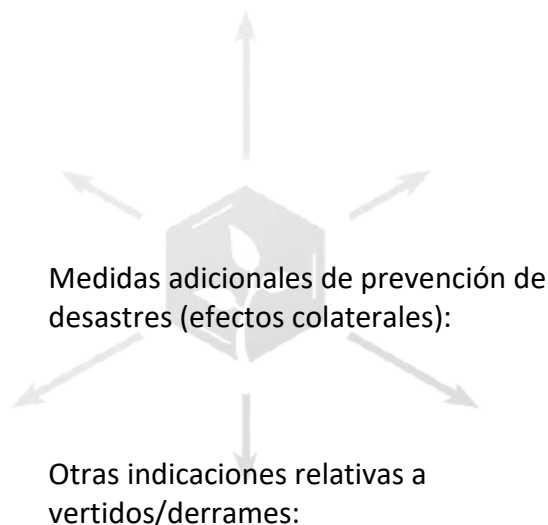 Medidas adicionales de prevención de
desastres (efectos colaterales):
Otras indicaciones relativas a
vertidos/derrames: